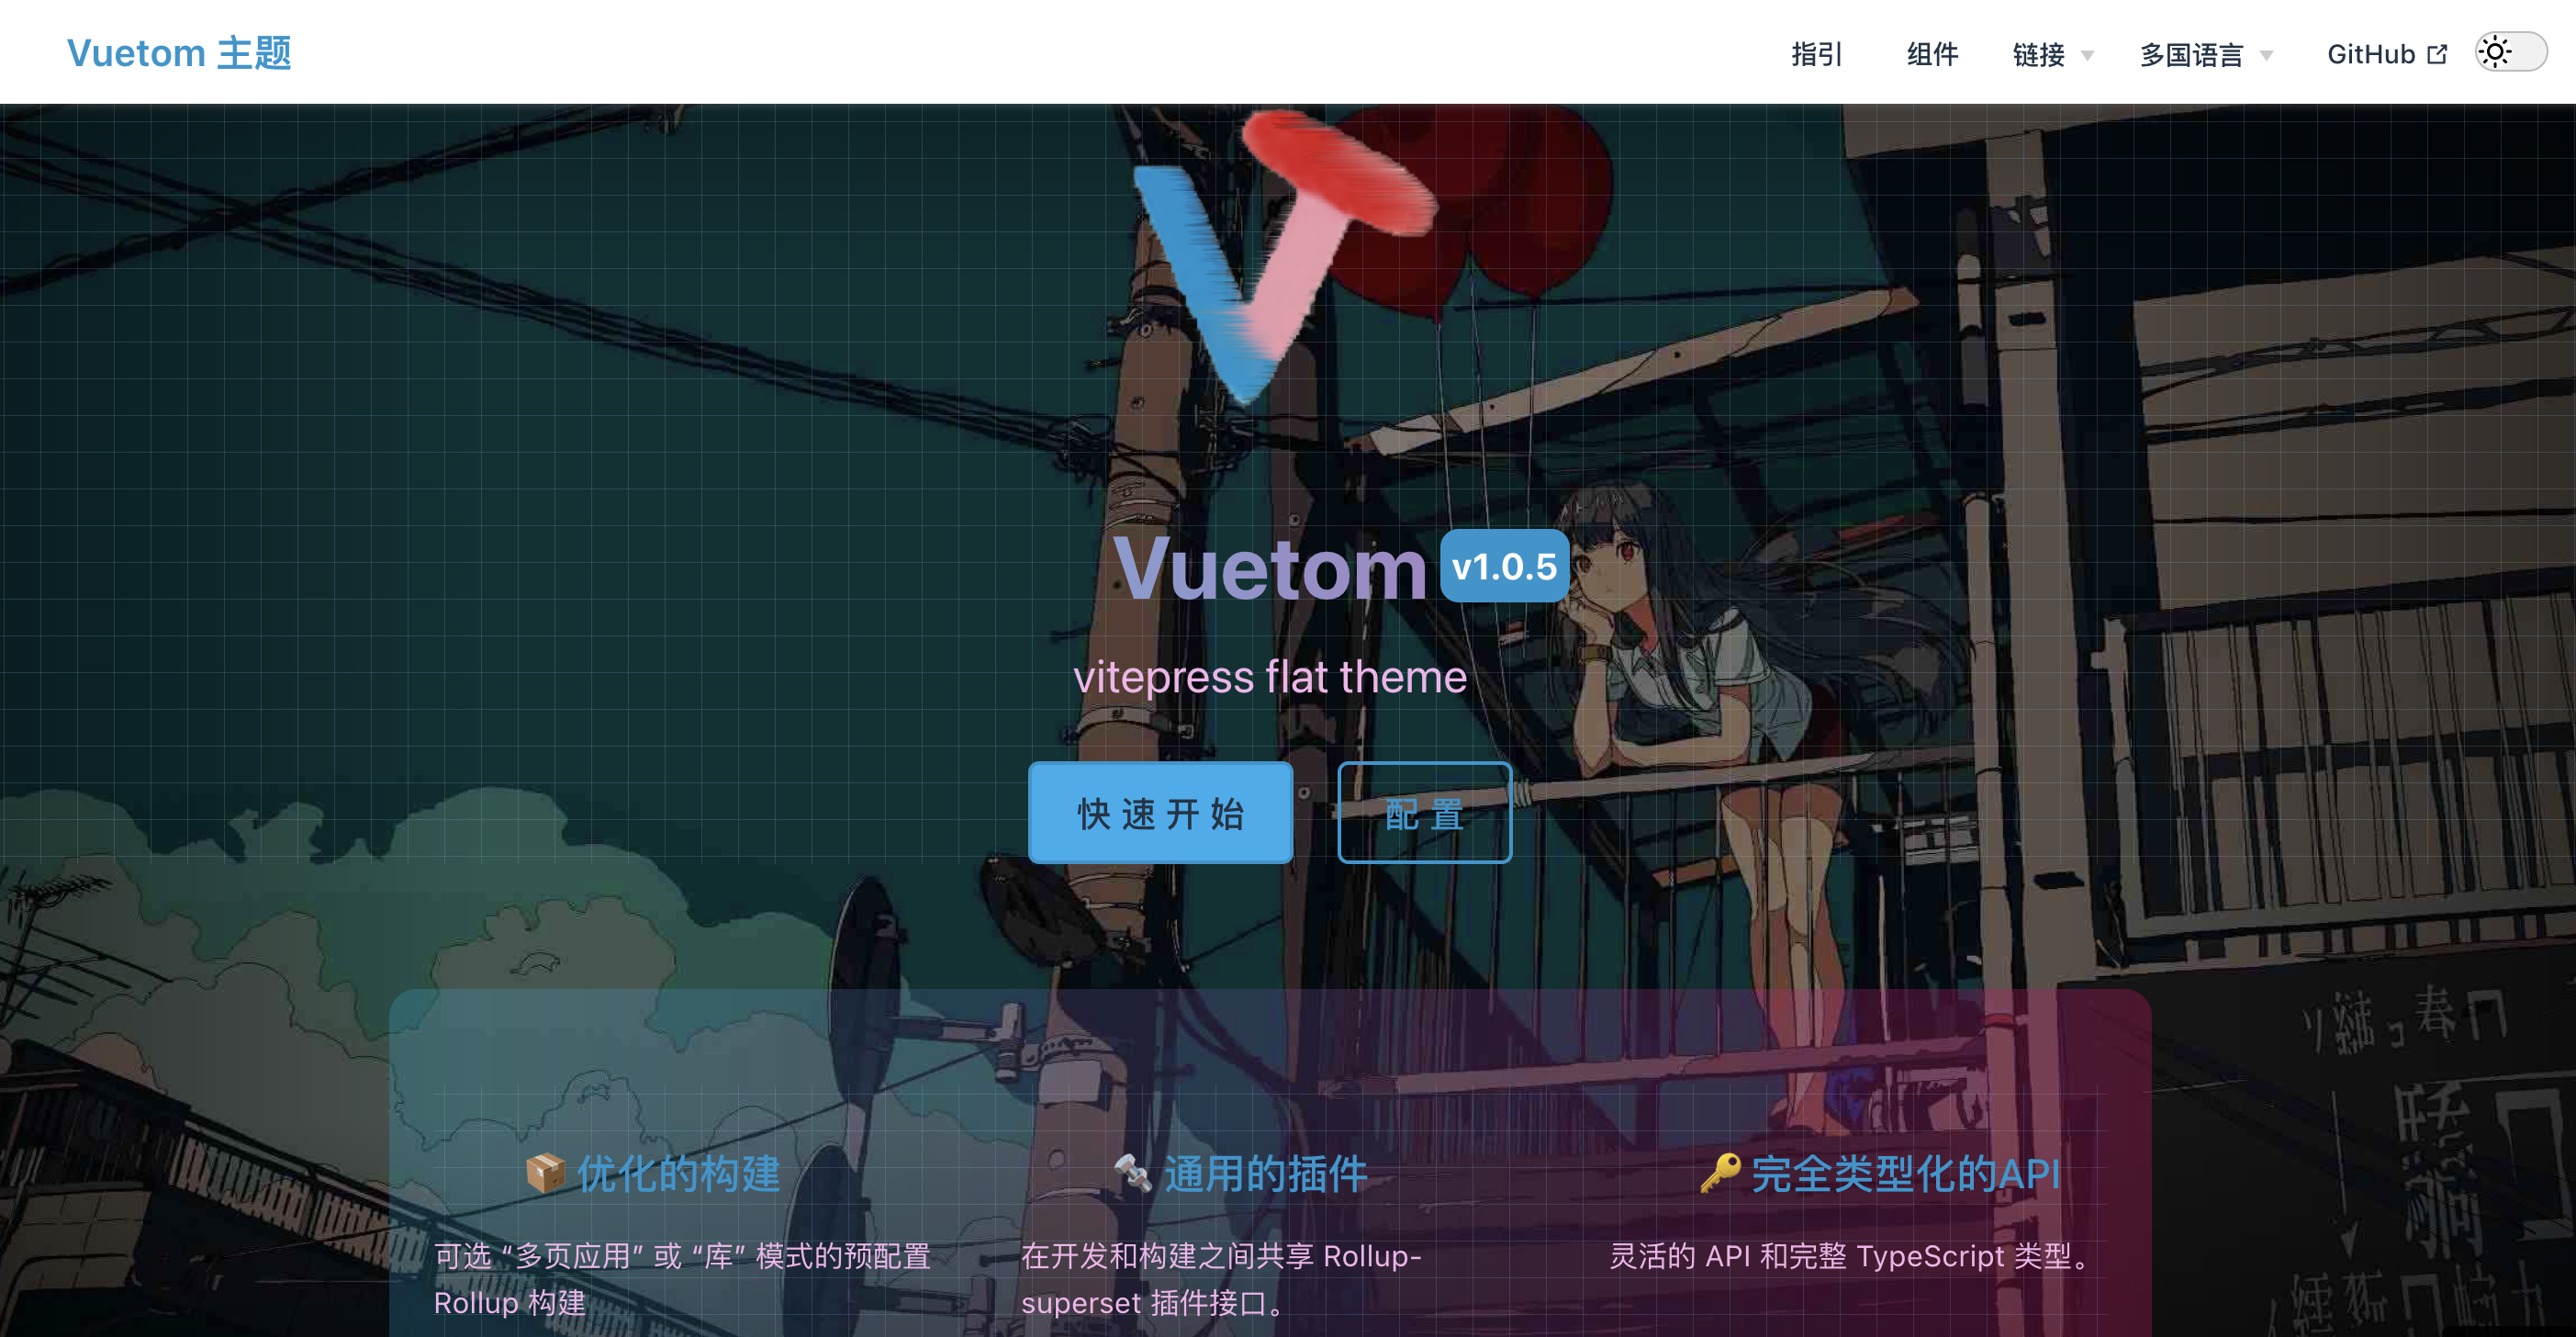 Vuetom 主题
指引 组件 链接 多国语言 GitHub
Vuetom v1.0.5
vitepress flat theme
快速开始 配置
📦 优化的构建
🔩 通用的插件
🔑 完全类型化的API
可选 “多页应用” 或 “库” 模式的预配置
Rollup 构建
在开发和构建之间共享 Rollup-
superset 插件接口。
灵活的 API 和完整 TypeScript 类型。